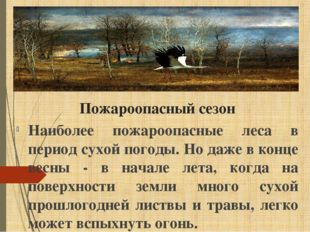 Пожароопасный сезон
Наиболее пожароопасные леса в
период сухой погоды. Но даже в конце
весны - в начале лета, когда на
поверхности земли много сухой
прошлогодней листвы и травы, легко
может вспыхнуть огонь.